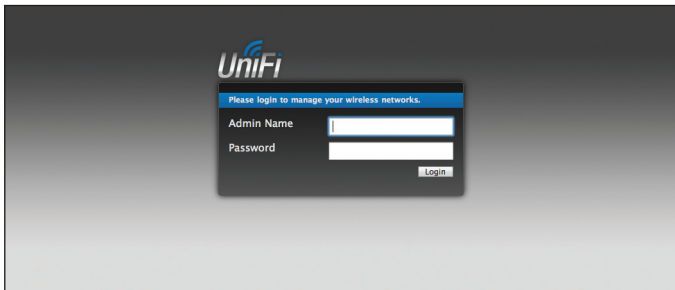 UniFi
Please login to manage your wireless networks.
Admin Name
Password
Login